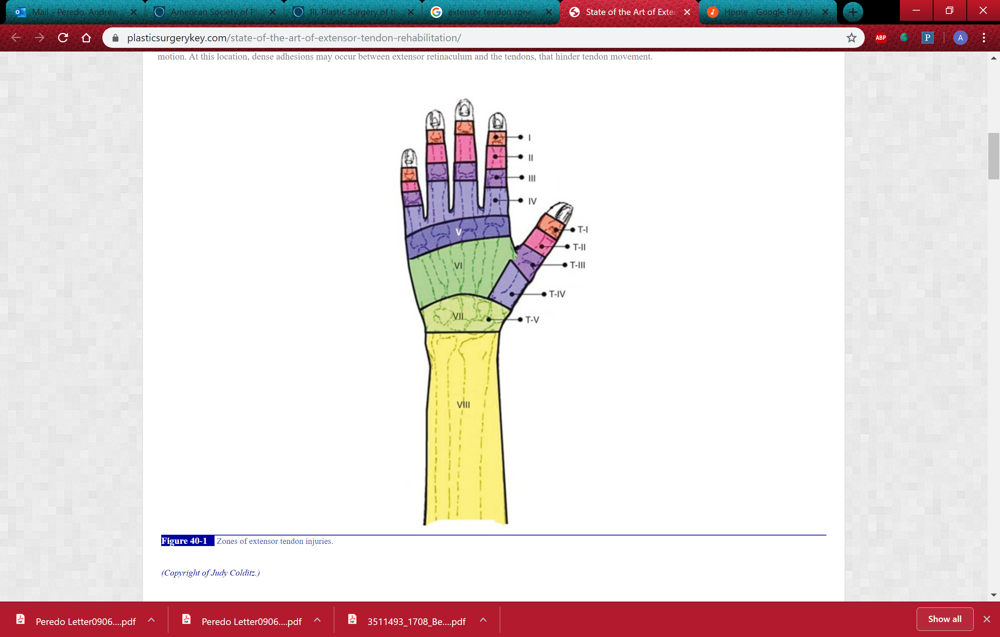 Mail - Peredo, Andrew
American Society of Pl
III. Plastic Surgery of th
extensor tendon zones
State of the Art of Exter
Home - Google Play M
plasticsurgerykey.com/state-of-the-art-of-extensor-tendon-rehabilitation/
ABP
P
A
motion. At this location, dense adhesions may occur between extensor retinaculum and the tendons, that hinder tendon movement.
I
II
III
IV
V
T-I
T-II
VI
T-III
T-IV
VII
T-V
VIII
Figure 40-1 Zones of extensor tendon injuries.
(Copyright of Judy Colditz.)
Peredo Letter0906....pdf
Peredo Letter0906....pdf
3511493_1708_Be....pdf
Show all